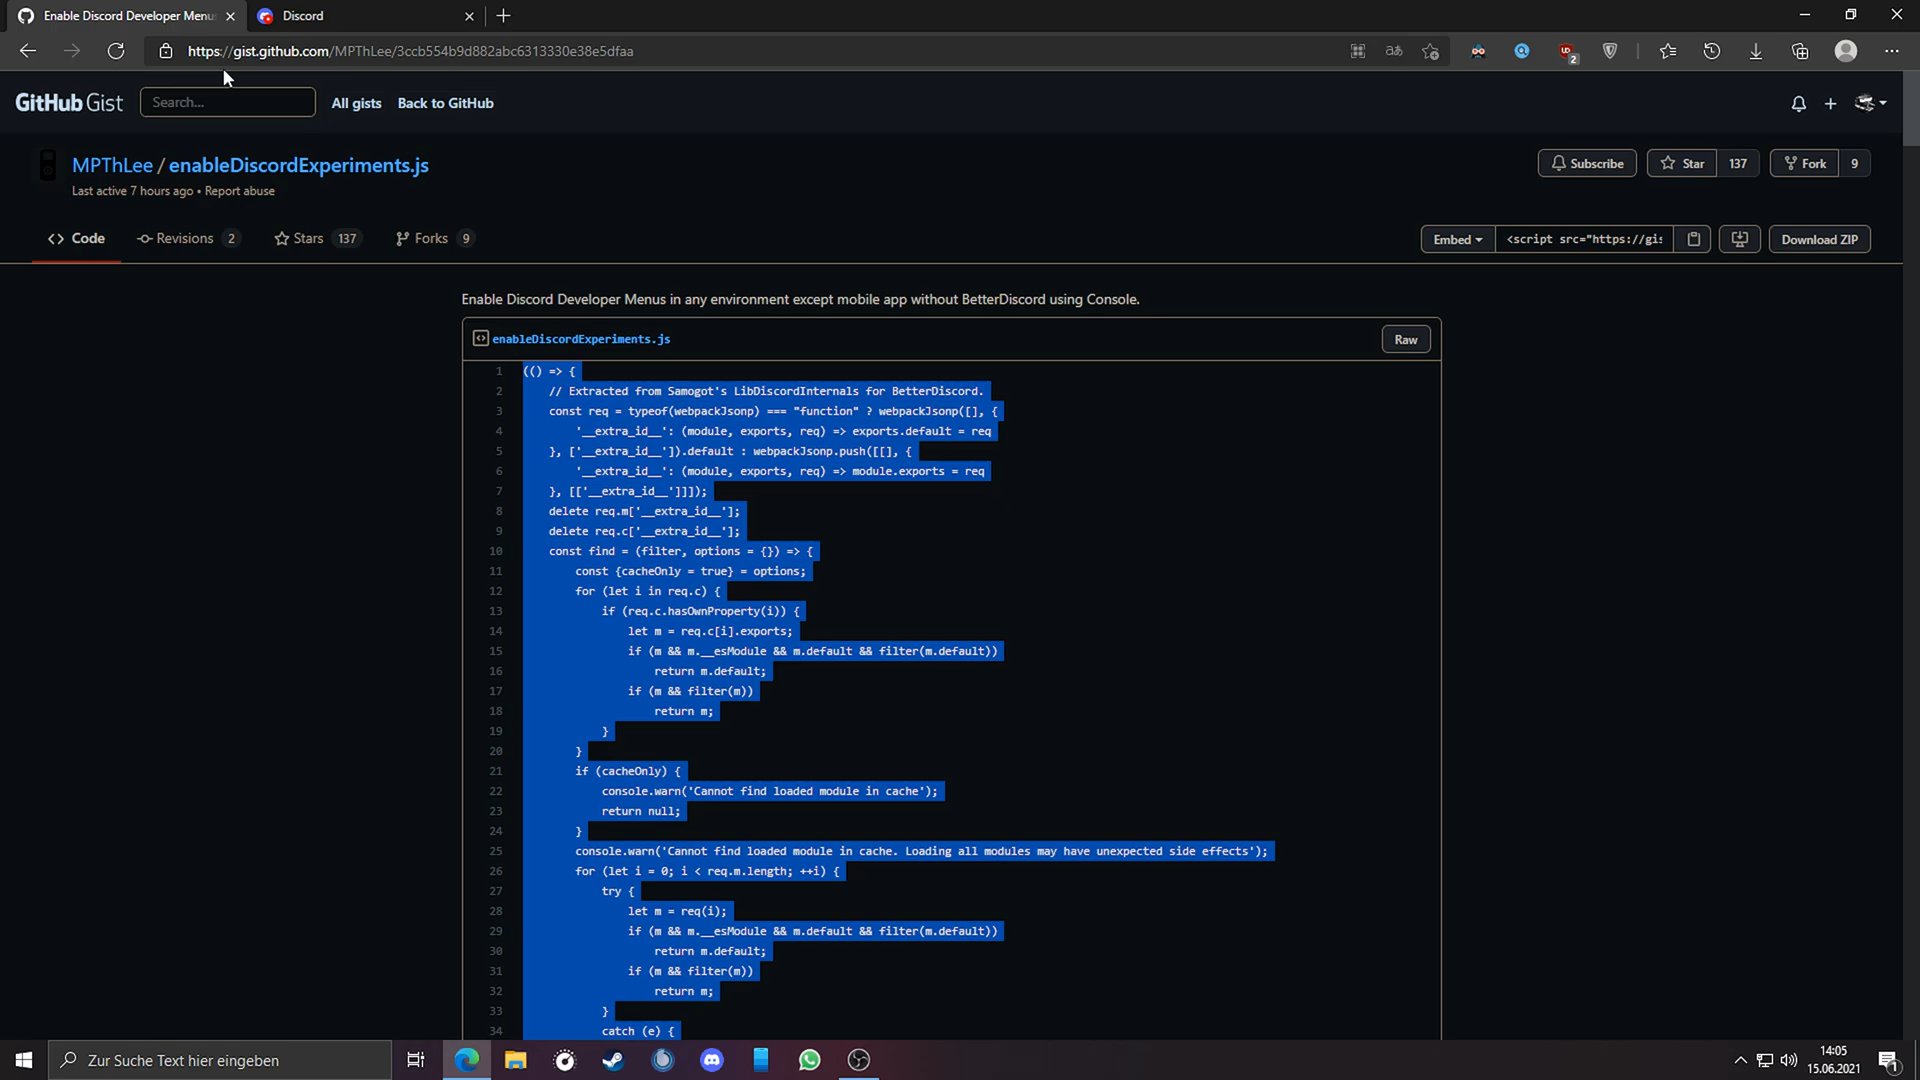 Enable Discord Developer Menus
Discord
https://gist.github.com/MPThLee/3ccb554b9d882abc6313330e38e5dfaa
aあ
2
GitHub Gist
Search...
All gists
Back to GitHub
MPThLee / enableDiscordExperiments.js
Last active 7 hours ago • Report abuse
Subscribe
Star
137
Fork
9
Code
Revisions 2
Stars 137
Forks 9
Embed
<script src="https://gis
Download ZIP
Enable Discord Developer Menus in any environment except mobile app without BetterDiscord using Console.
enableDiscordExperiments.js
Raw
1 (() => {
2 // Extracted from Samogot's LibDiscordInternals for BetterDiscord.
3 const req = typeof(webpackJsonp) === "function" ? webpackJsonp([], {
4 '__extra_id__': (module, exports, req) => exports.default = req
5 }, ['__extra_id__']).default : webpackJsonp.push([[], {
6 '__extra_id__': (module, exports, req) => module.exports = req
7 }, [['__extra_id__']]]);
8 delete req.m['__extra_id__'];
9 delete req.c['__extra_id__'];
10 const find = (filter, options = {}) => {
11 const {cacheOnly = true} = options;
12 for (let i in req.c) {
13 if (req.c.hasOwnProperty(i)) {
14 let m = req.c[i].exports;
15 if (m && m.__esModule && m.default && filter(m.default))
16 return m.default;
17 if (m && filter(m))
18 return m;
19 }
20 }
21 if (cacheOnly) {
22 console.warn('Cannot find loaded module in cache');
23 return null;
24 }
25 console.warn('Cannot find loaded module in cache. Loading all modules may have unexpected side effects');
26 for (let i = 0; i < req.m.length; ++i) {
27 try {
28 let m = req(i);
29 if (m && m.__esModule && m.default && filter(m.default))
30 return m.default;
31 if (m && filter(m))
32 return m;
33 }
34 catch (e) {
Zur Suche Text hier eingeben
14:05
15.06.2021
1